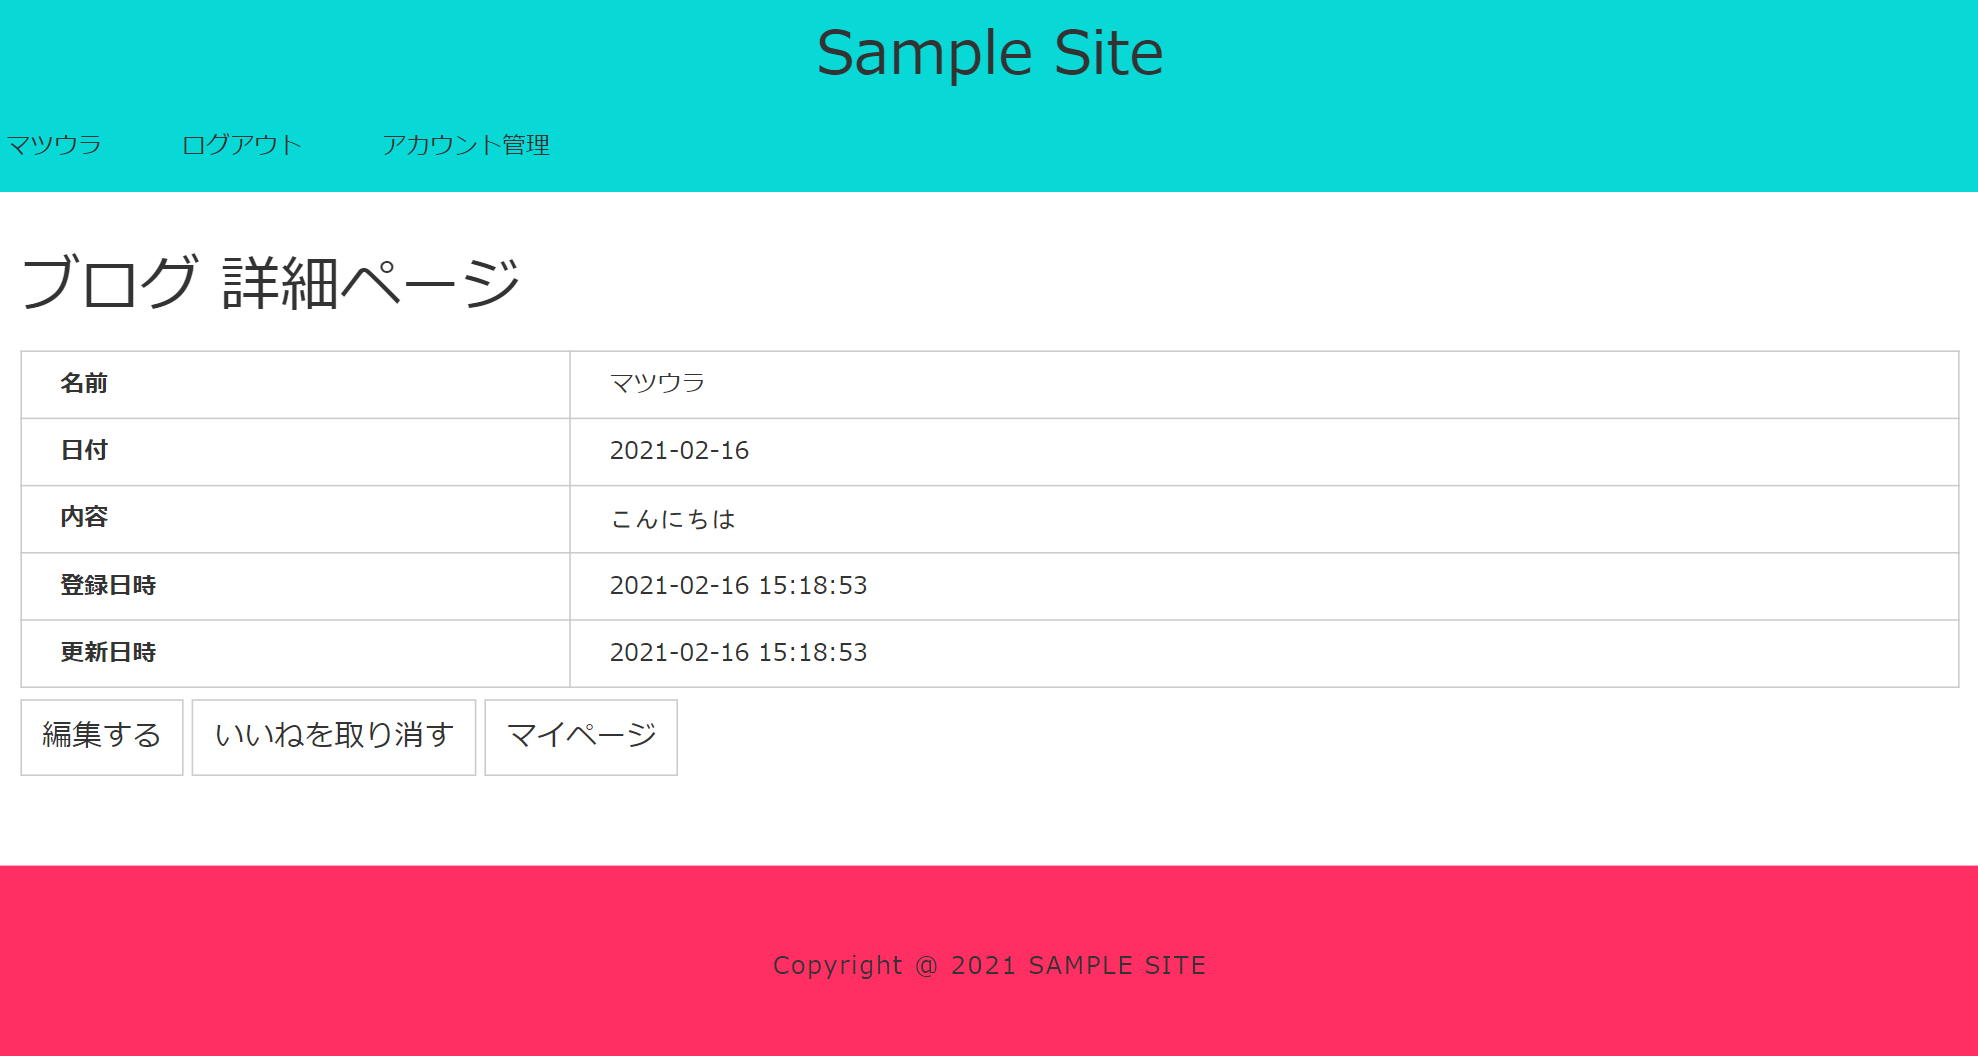 Sample Site
マツウラ ログアウト アカウント管理
ブログ 詳細ページ
名前 マツウラ
日付 2021-02-16
内容 こんにちは
登録日時 2021-02-16 15:18:53
更新日時 2021-02-16 15:18:53
編集する いいねを取り消す マイページ
Copyright @ 2021 SAMPLE SITE